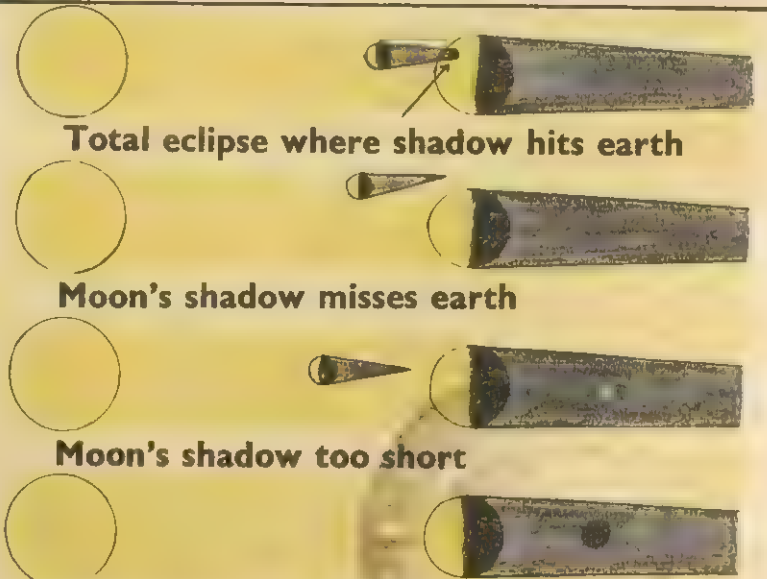 Total eclipse where shadow hits earth
Moon's shadow misses earth
Moon's shadow too short